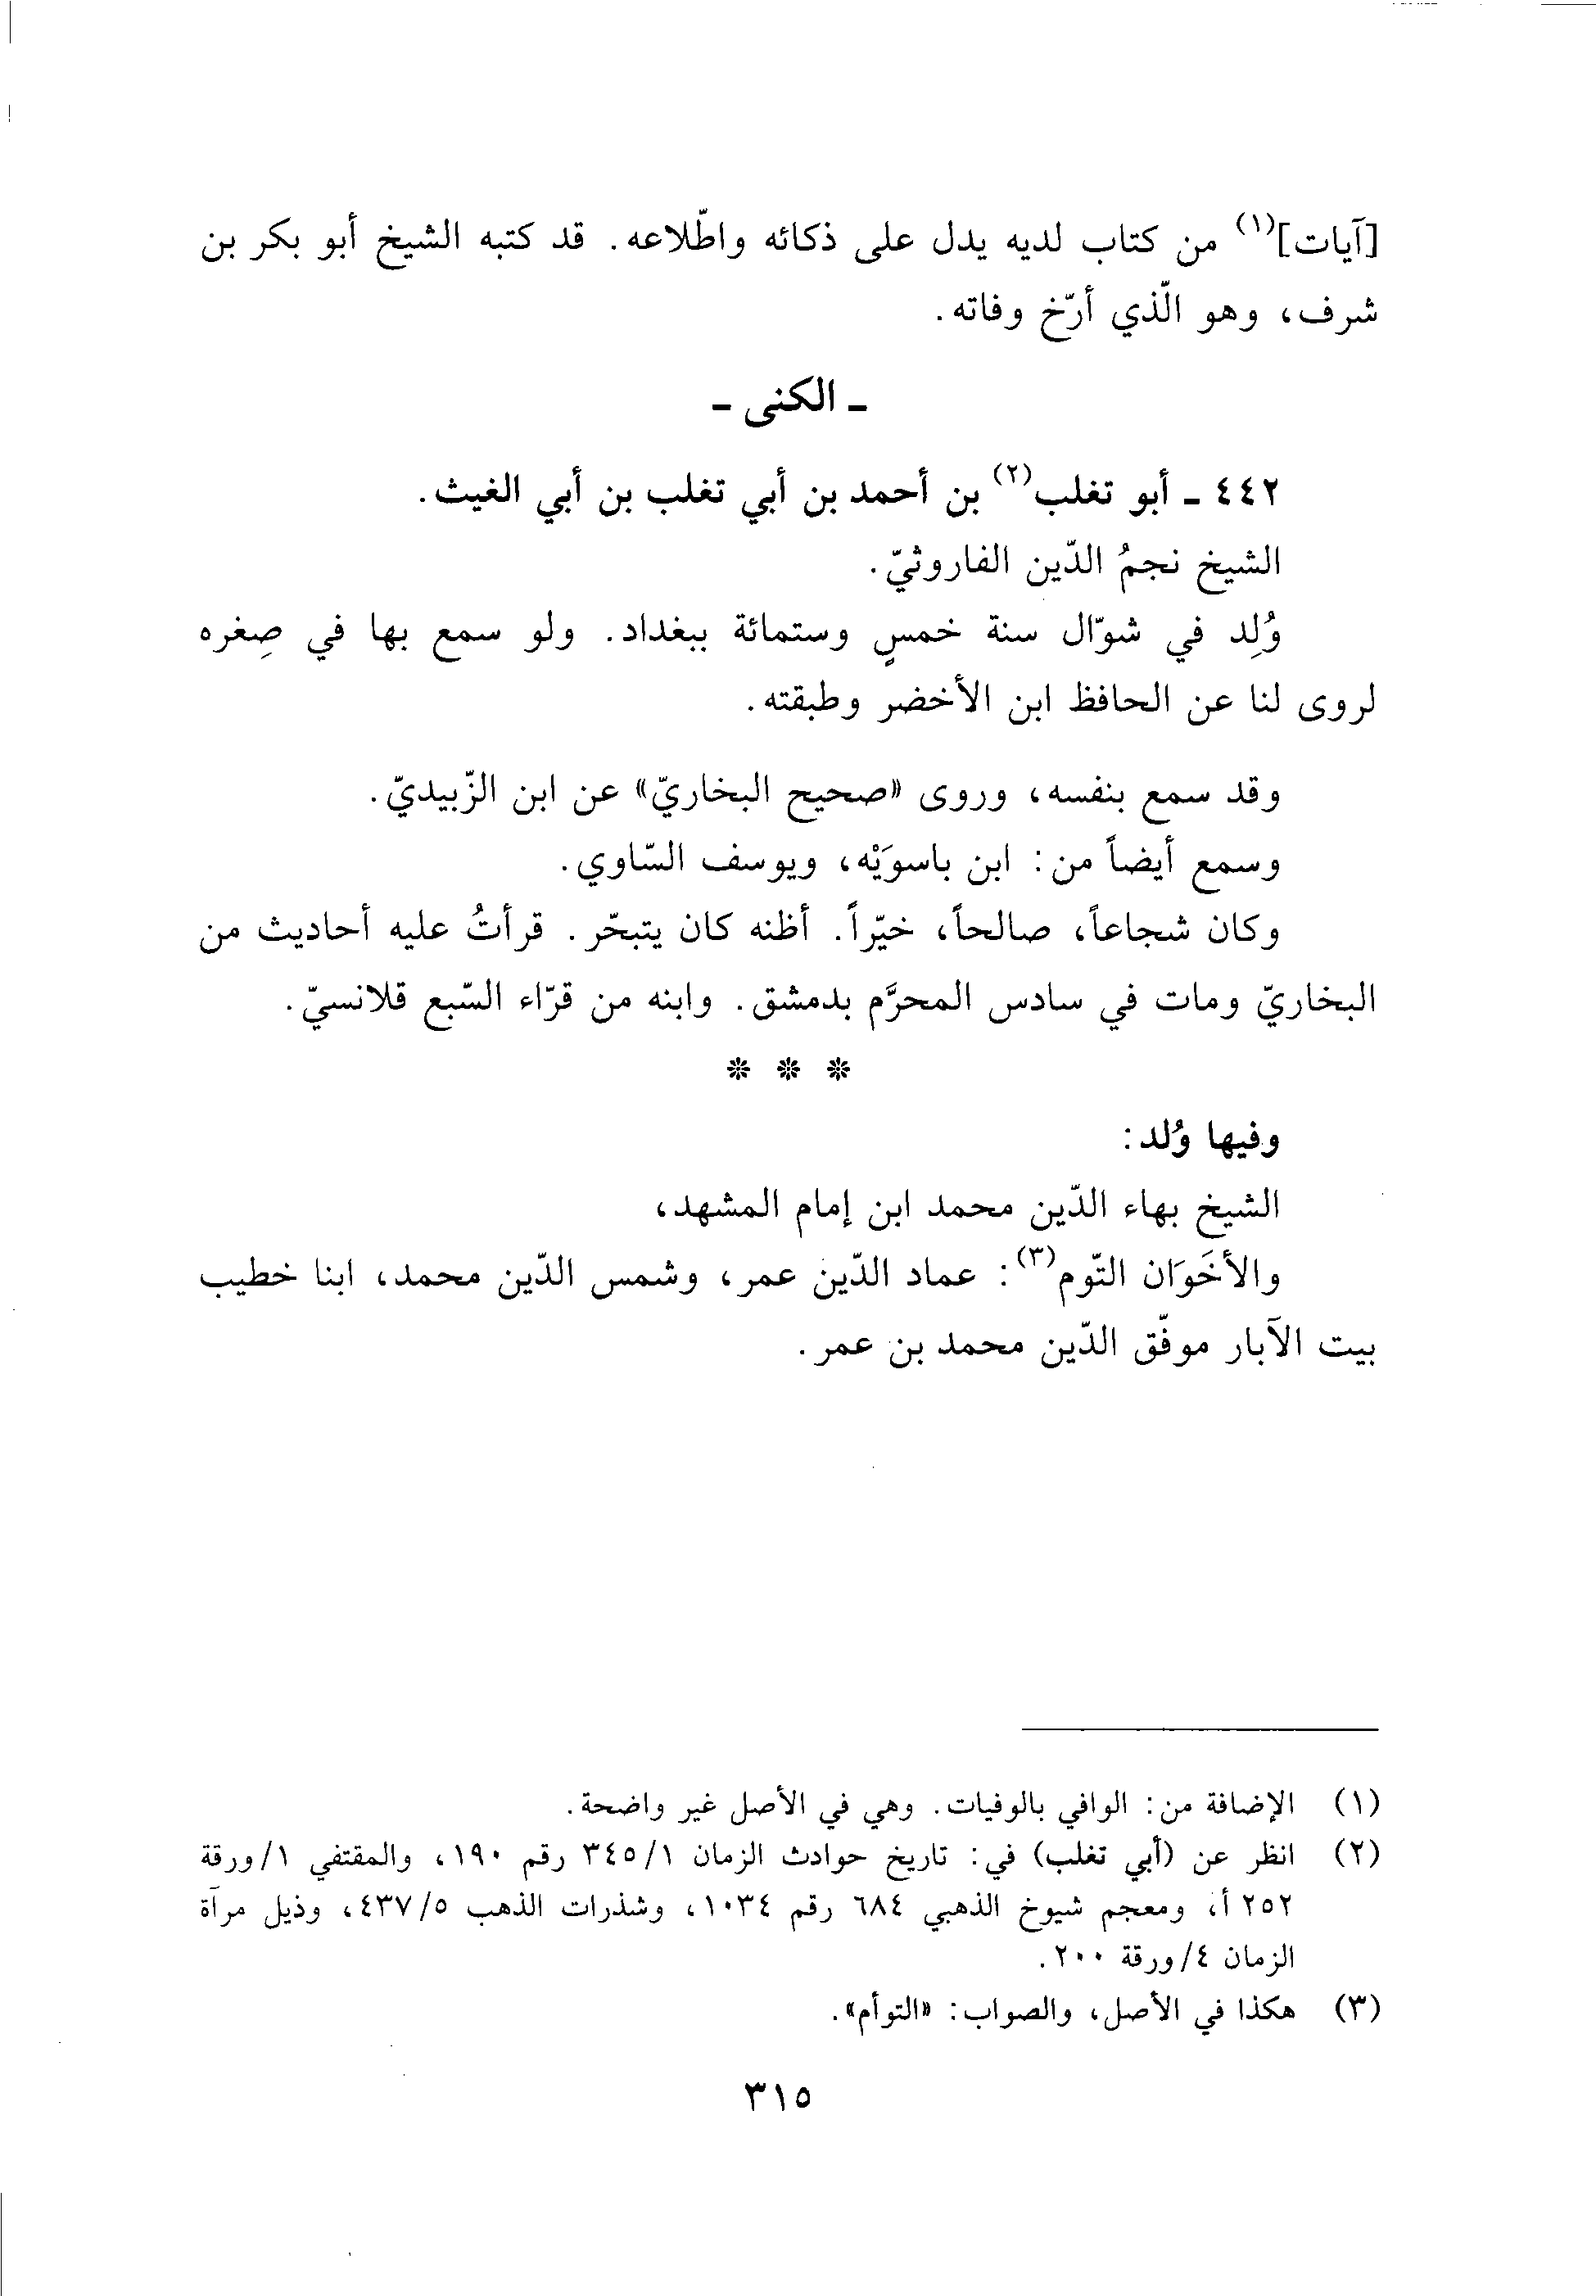 [آيات]⁽١⁾ من كتاب لديه يدل على ذكائه واطّلاعه. قد كتبه الشيخ أبو بكر بن
شرف، وهو الّذي أرّخ وفاته.
ـ الكنى ـ
٤٤٢ ـ أبو تغلب⁽٢⁾ بن أحمد بن أبي تغلب بن أبي الغيث.
الشيخ نجمُ الدّين الفاروثيّ.
وُلِد في شوّال سنة خمسٍ وستمائة ببغداد. ولو سمع بها في صِغره
لروى لنا عن الحافظ ابن الأخضر وطبقته.
وقد سمع بنفسه، وروى «صحيح البخاريّ» عن ابن الزّبيديّ.
وسمع أيضاً من: ابن باسوَيْه، ويوسف السّاوي.
وكان شجاعاً، صالحاً، خيّراً. أظنه كان يتبحّر. قرأتُ عليه أحاديث من
البخاريّ ومات في سادس المحرَّم بدمشق. وابنه من قرّاء السّبع قلانسيّ.
* * *
وفيها وُلد:
الشيخ بهاء الدّين محمد ابن إمام المشهد،
والأخَوَان التّوم⁽٣⁾: عماد الدّين عمر، وشمس الدّين محمد، ابنا خطيب
بيت الآبار موفّق الدّين محمد بن عمر.
(١) الإضافة من: الوافي بالوفيات. وهي في الأصل غير واضحة.
(٢) انظر عن (أبي تغلب) في: تاريخ حوادث الزمان ٣٤٥/١ رقم ١٩٠، والمقتفي ١/ورقة
٢٥٢ أ، ومعجم شيوخ الذهبي ٦٨٤ رقم ١٠٣٤، وشذرات الذهب ٤٣٧/٥، وذيل مرآة
الزمان ٤/ورقة ٢٠٠.
(٣) هكذا في الأصل، والصواب: «التوأم».
٣١٥